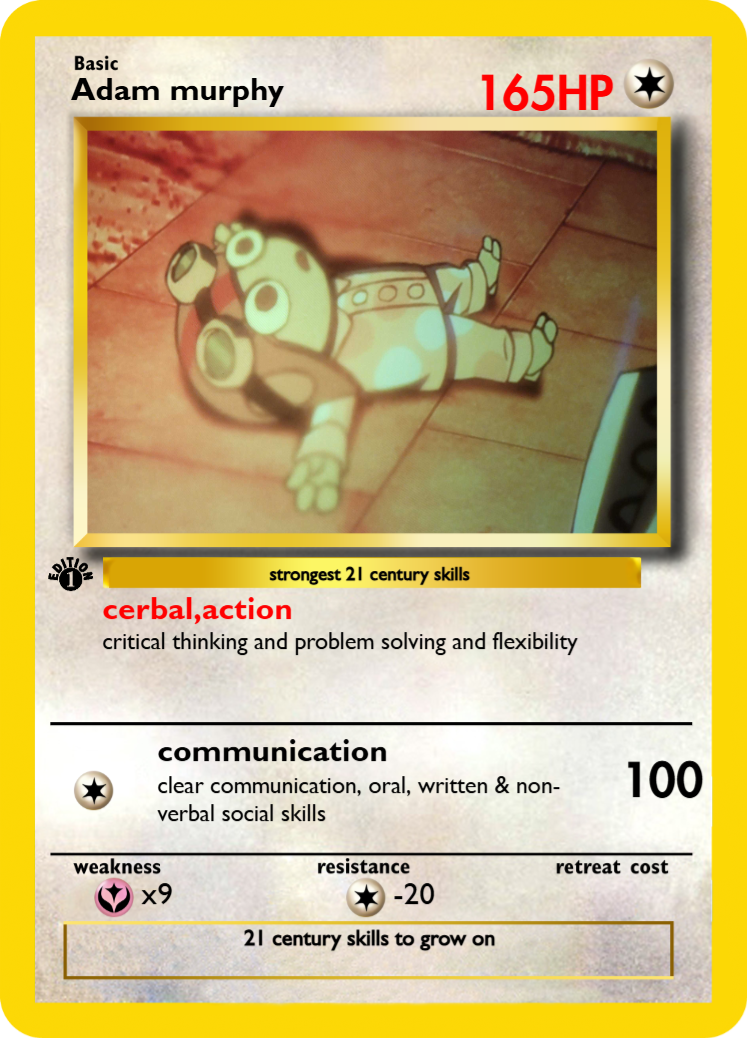 Basic
Adam murphy
165HP
EDITION
1
strongest 21 century skills
cerbal,action
critical thinking and problem solving and flexibility
communication
clear communication, oral, written & non-
verbal social skills
100
weakness resistance retreat cost
x9 -20
21 century skills to grow on